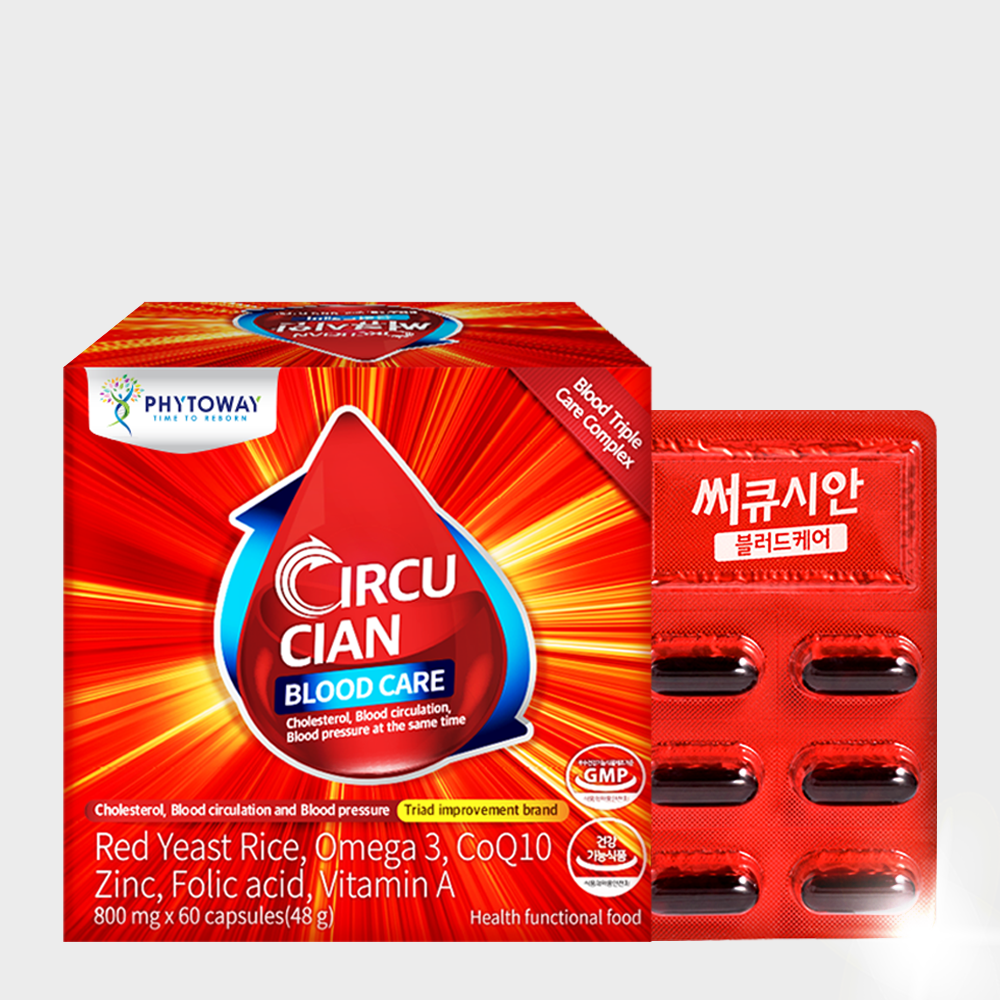 PHYTOWAY
TIME TO REBORN
Blood Triple
Care Complex
CIRCU
CIAN
BLOOD CARE
Cholesterol, Blood circulation,
Blood pressure at the same time
GMP
Cholesterol, Blood circulation and Blood pressure Triad improvement brand
Red Yeast Rice, Omega 3, CoQ10
Zinc, Folic acid, Vitamin A
800 mg x 60 capsules(48 g)
건강
기능식품
Health functional food
써큐시안
블러드케어